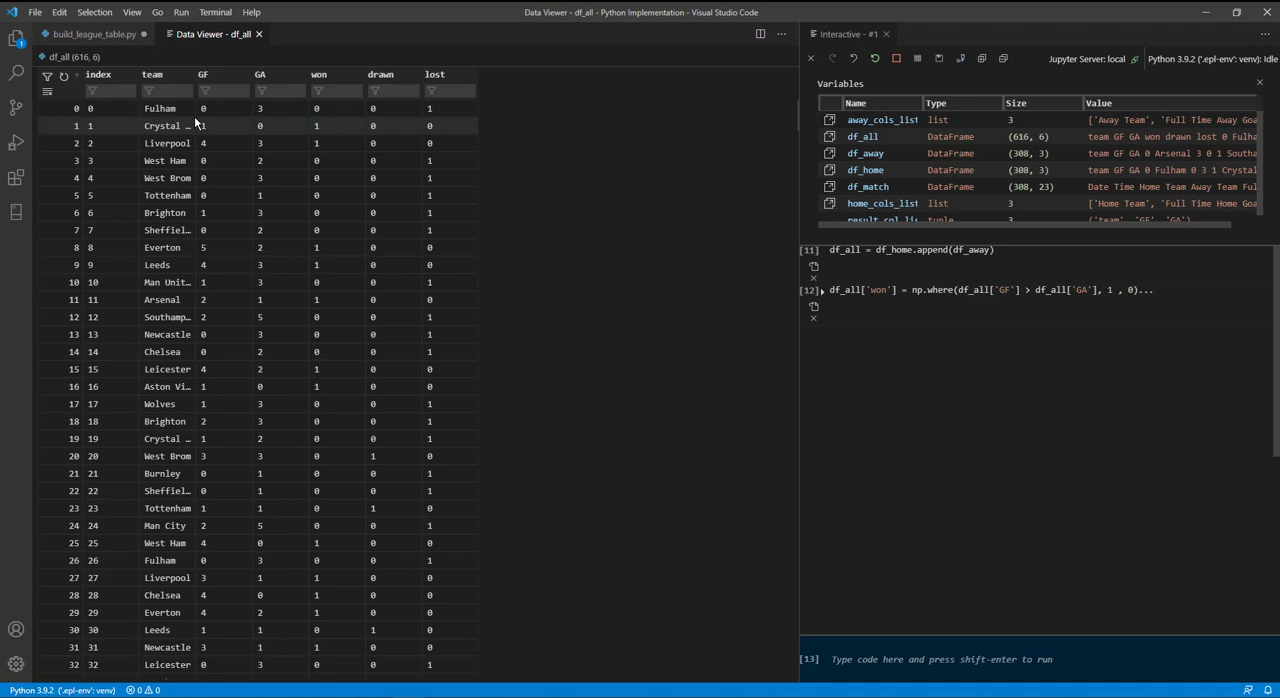 File Edit Selection View Go Run Terminal Help
Data Viewer - df_all - Python Implementation - Visual Studio Code
build_league_table.py
Data Viewer - df_all
Interactive - #1
1
df_all (616, 6)
Jupyter Server: local
Python 3.9.2 ('.epl-env': venv): Idle
index team GF GA won drawn lost
0 0 Fulham 0 3 0 0 1
1 1 Crystal … 1 0 1 0 0
2 2 Liverpool 4 3 1 0 0
3 3 West Ham 0 2 0 0 1
4 4 West Brom 0 3 0 0 1
5 5 Tottenham 0 1 0 0 1
6 6 Brighton 1 3 0 0 1
7 7 Sheffiel… 0 2 0 0 1
8 8 Everton 5 2 1 0 0
9 9 Leeds 4 3 1 0 0
10 10 Man Unit… 1 3 0 0 1
11 11 Arsenal 2 1 1 0 0
12 12 Southamp… 2 5 0 0 1
13 13 Newcastle 0 3 0 0 1
14 14 Chelsea 0 2 0 0 1
15 15 Leicester 4 2 1 0 0
16 16 Aston Vi… 1 0 1 0 0
17 17 Wolves 1 3 0 0 1
18 18 Brighton 2 3 0 0 1
19 19 Crystal … 1 2 0 0 1
20 20 West Brom 3 3 0 1 0
21 21 Burnley 0 1 0 0 1
22 22 Sheffiel… 0 1 0 0 1
23 23 Tottenham 1 1 0 1 0
24 24 Man City 2 5 0 0 1
25 25 West Ham 4 0 1 0 0
26 26 Fulham 0 3 0 0 1
27 27 Liverpool 3 1 1 0 0
28 28 Chelsea 4 0 1 0 0
29 29 Everton 4 2 1 0 0
30 30 Leeds 1 1 0 1 0
31 31 Newcastle 3 1 1 0 0
32 32 Leicester 0 3 0 0 1
Variables
Name Type Size Value
away_cols_list list 3 ['Away Team', 'Full Time Away Goa
df_all DataFrame (616, 6) team GF GA won drawn lost 0 Fulha
df_away DataFrame (308, 3) team GF GA 0 Arsenal 3 0 1 Southa
df_home DataFrame (308, 3) team GF GA 0 Fulham 0 3 1 Crystal
df_match DataFrame (308, 23) Date Time Home Team Away Team Ful
home_cols_list list 3 ['Home Team', 'Full Time Home Goa
result_col_li tuple 3 ('team', 'GF', 'GA')
[11] df_all = df_home.append(df_away)
[12] df_all['won'] = np.where(df_all['GF'] > df_all['GA'], 1 , 0)...
[13] Type code here and press shift-enter to run
Python 3.9.2 ('.epl-env': venv) 0 0